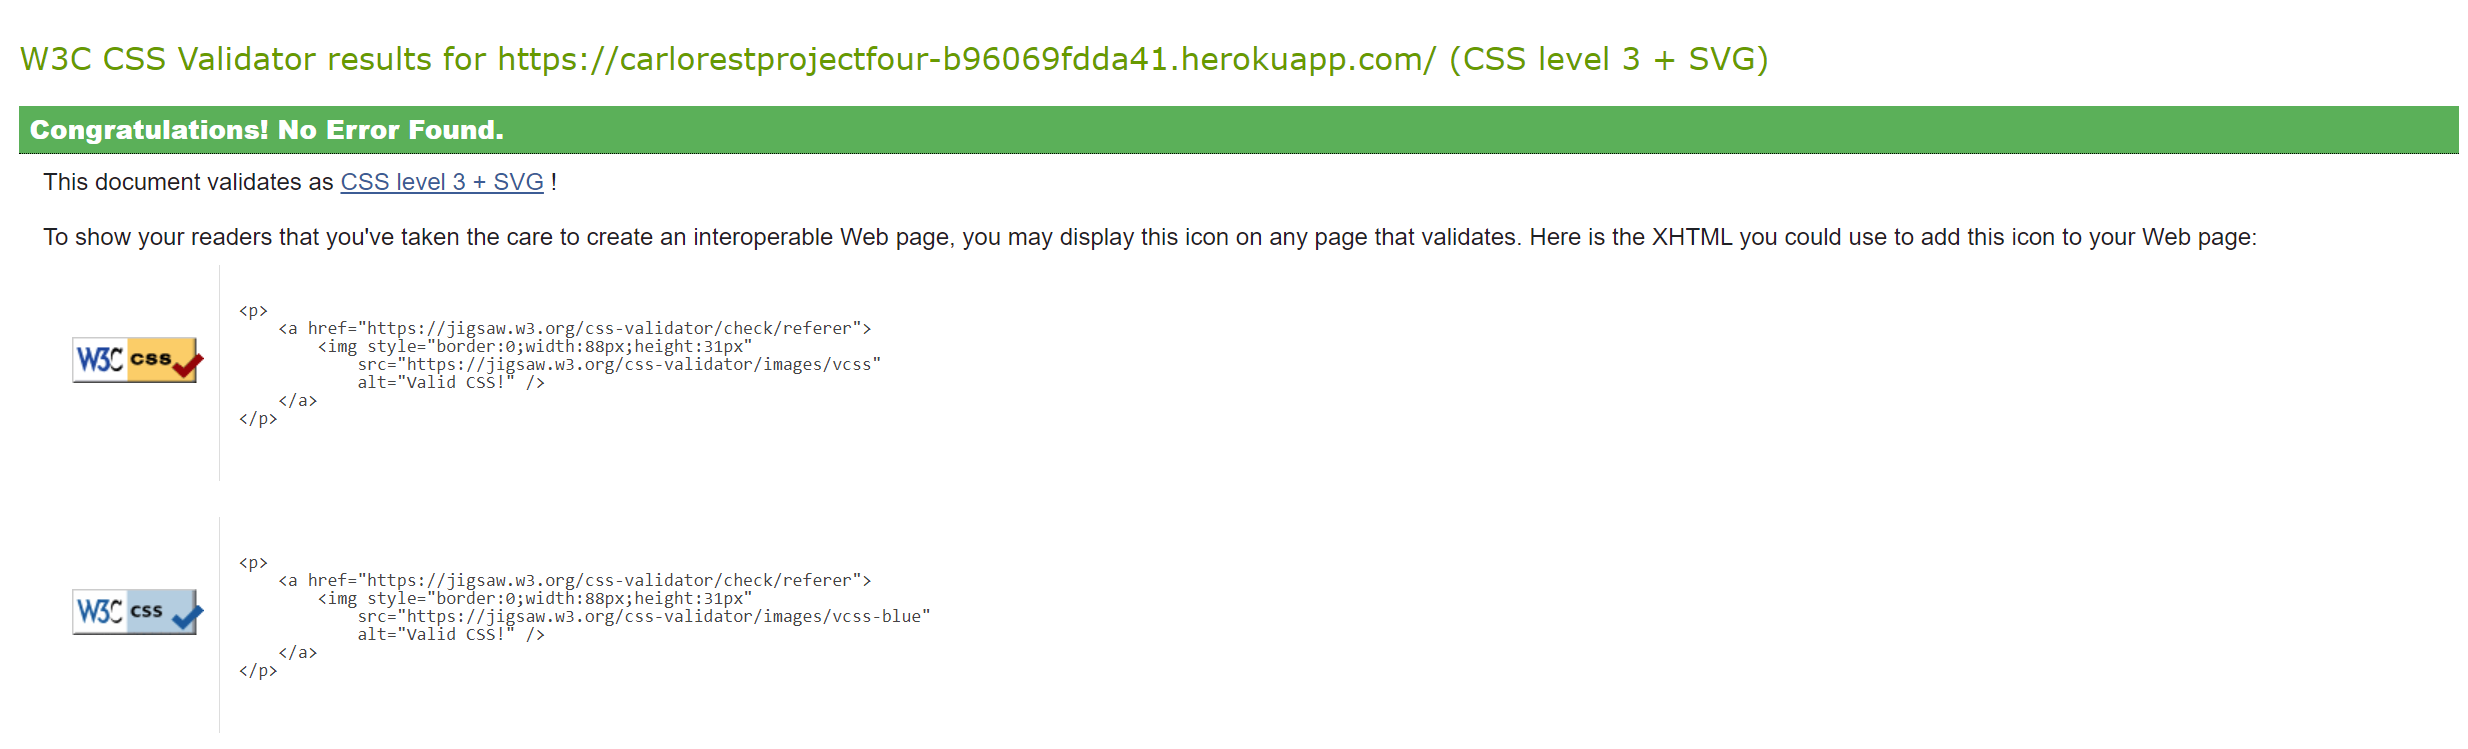 W3C CSS Validator results for https://carlorestprojectfour-b96069fdda41.herokuapp.com/ (CSS level 3 + SVG)
Congratulations! No Error Found.
This document validates as CSS level 3 + SVG !
To show your readers that you've taken the care to create an interoperable Web page, you may display this icon on any page that validates. Here is the XHTML you could use to add this icon to your Web page:
W3C css
<p>
    <a href="https://jigsaw.w3.org/css-validator/check/referer">
        <img style="border:0;width:88px;height:31px"
            src="https://jigsaw.w3.org/css-validator/images/vcss"
            alt="Valid CSS!" />
    </a>
</p>
W3C css
<p>
    <a href="https://jigsaw.w3.org/css-validator/check/referer">
        <img style="border:0;width:88px;height:31px"
            src="https://jigsaw.w3.org/css-validator/images/vcss-blue"
            alt="Valid CSS!" />
    </a>
</p>